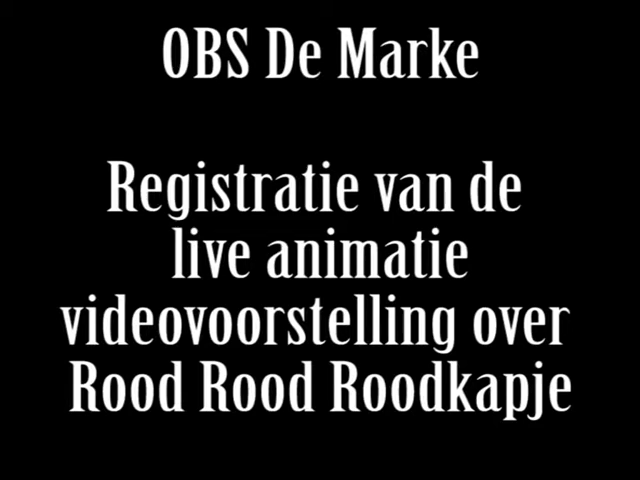 OBS De Marke
Registratie van de
live animatie
videovoorstelling over
Rood Rood Roodkapje